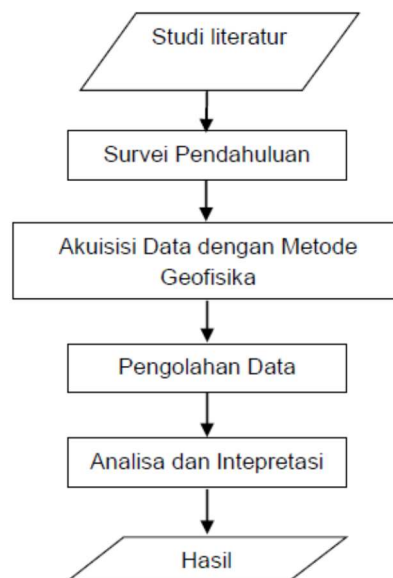 Studi literatur
Survei Pendahuluan
Akuisisi Data dengan Metode
Geofisika
Pengolahan Data
Analisa dan Intepretasi
Hasil